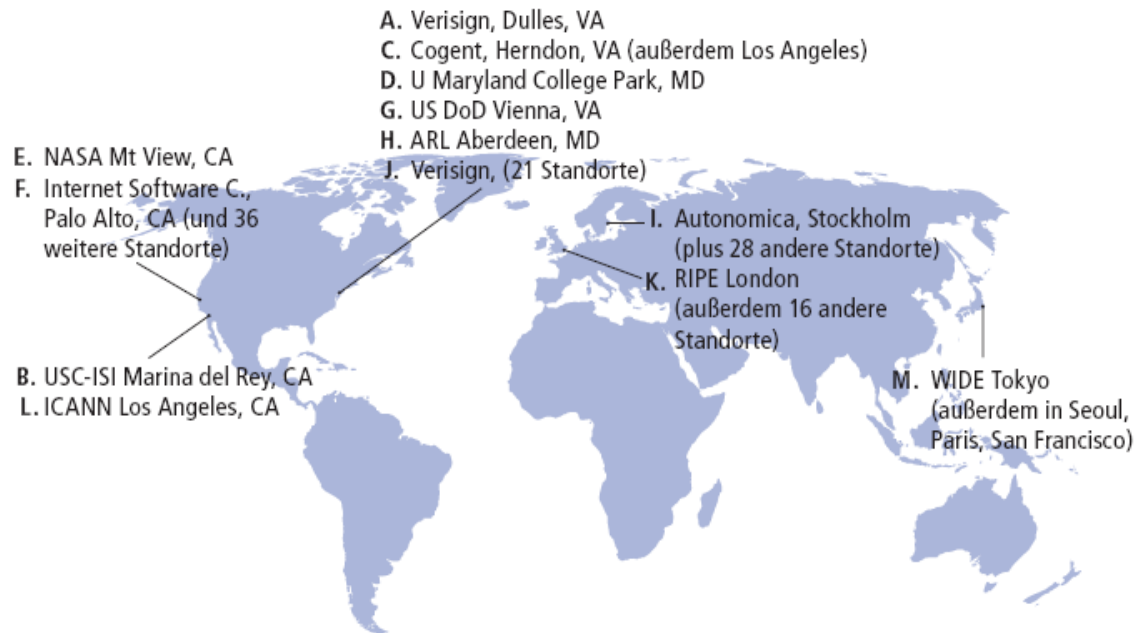 A. Verisign, Dulles, VA
C. Cogent, Herndon, VA (außerdem Los Angeles)
D. U Maryland College Park, MD
G. US DoD Vienna, VA
H. ARL Aberdeen, MD
J. Verisign, (21 Standorte)
E. NASA Mt View, CA
F. Internet Software C.,
Palo Alto, CA (und 36
weitere Standorte)
I. Autonomica, Stockholm
(plus 28 andere Standorte)
K. RIPE London
(außerdem 16 andere
Standorte)
B. USC-ISI Marina del Rey, CA
L. ICANN Los Angeles, CA
M. WIDE Tokyo
(außerdem in Seoul,
Paris, San Francisco)